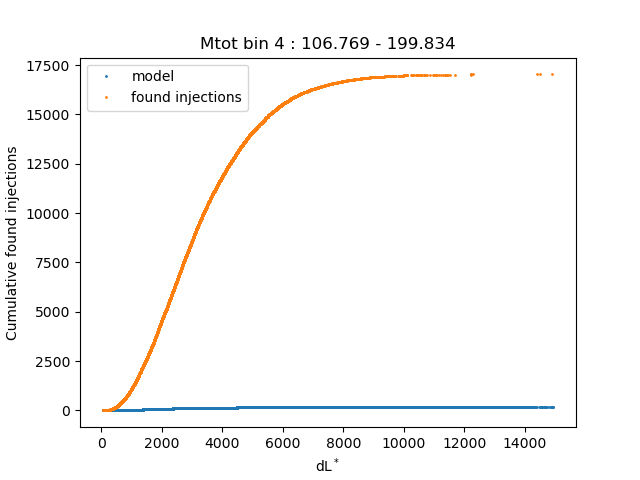 Mtot bin 4 : 106.769 - 199.834
model
found injections
Cumulative found injections
17500
15000
12500
10000
7500
5000
2500
0
0 2000 4000 6000 8000 10000 12000 14000
dL*